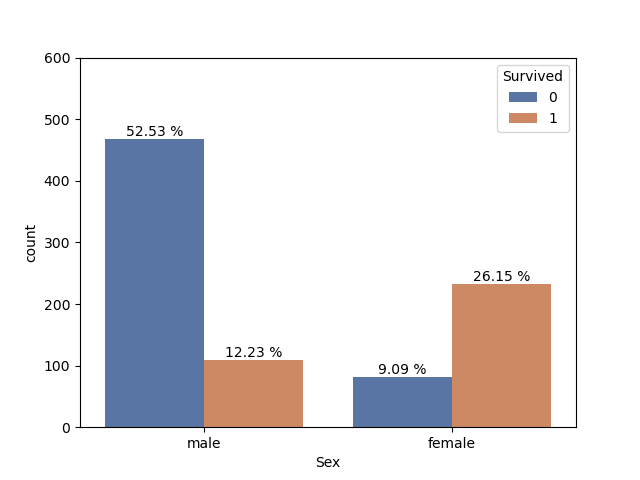 600
500
400
300
200
100
0
count
52.53 %
12.23 %
9.09 %
26.15 %
Survived
0
1
male
female
Sex